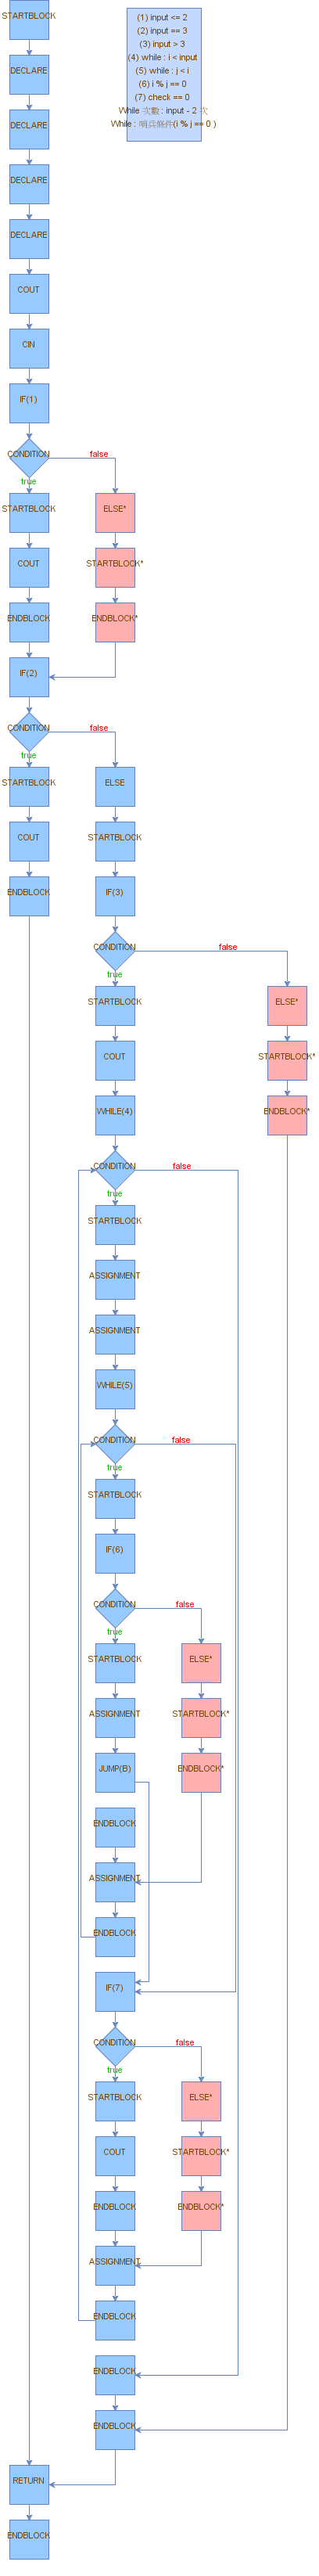 STARTBLOCK
(1) input <= 2
(2) input == 3
(3) input > 3
(4) while : i < input
(5) while : j < i
(6) i % j == 0
(7) check == 0
While 次數 : input - 2 次
While : 哨兵條件(i % j == 0 )
DECLARE
DECLARE
DECLARE
DECLARE
COUT
CIN
IF(1)
CONDITION
false
true
STARTBLOCK
ELSE*
COUT
STARTBLOCK*
ENDBLOCK
ENDBLOCK*
IF(2)
CONDITION
false
true
STARTBLOCK
ELSE
COUT
STARTBLOCK
ENDBLOCK
IF(3)
CONDITION
false
true
STARTBLOCK
ELSE*
COUT
STARTBLOCK*
WHILE(4)
ENDBLOCK*
CONDITION
false
true
STARTBLOCK
ASSIGNMENT
ASSIGNMENT
WHILE(5)
CONDITION
false
true
STARTBLOCK
IF(6)
CONDITION
false
true
STARTBLOCK
ELSE*
ASSIGNMENT
STARTBLOCK*
JUMP(B)
ENDBLOCK*
ENDBLOCK
ASSIGNMENT
ENDBLOCK
IF(7)
CONDITION
false
true
STARTBLOCK
ELSE*
COUT
STARTBLOCK*
ENDBLOCK
ENDBLOCK*
ASSIGNMENT
ENDBLOCK
ENDBLOCK
ENDBLOCK
RETURN
ENDBLOCK